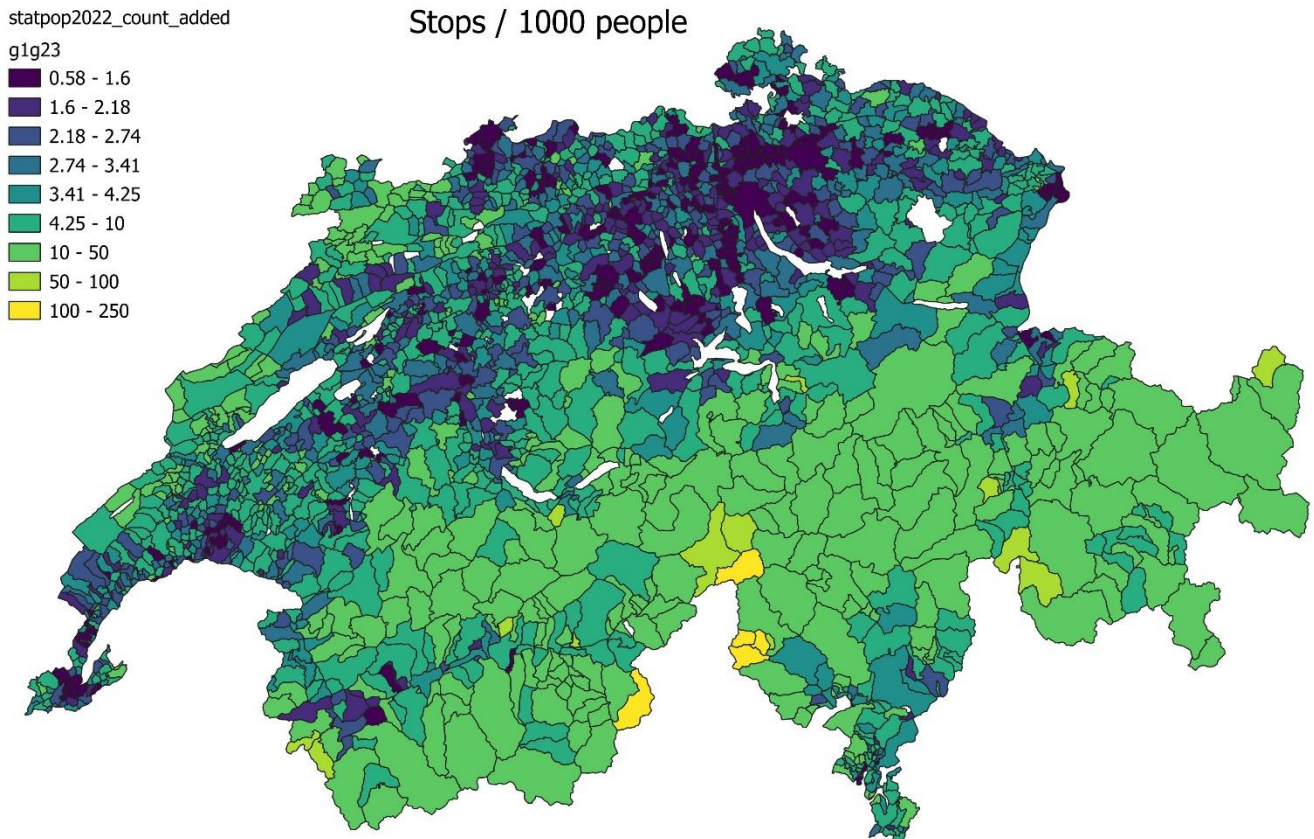 statpop2022_count_added
Stops / 1000 people
g1g23
0.58 - 1.6
1.6 - 2.18
2.18 - 2.74
2.74 - 3.41
3.41 - 4.25
4.25 - 10
10 - 50
50 - 100
100 - 250